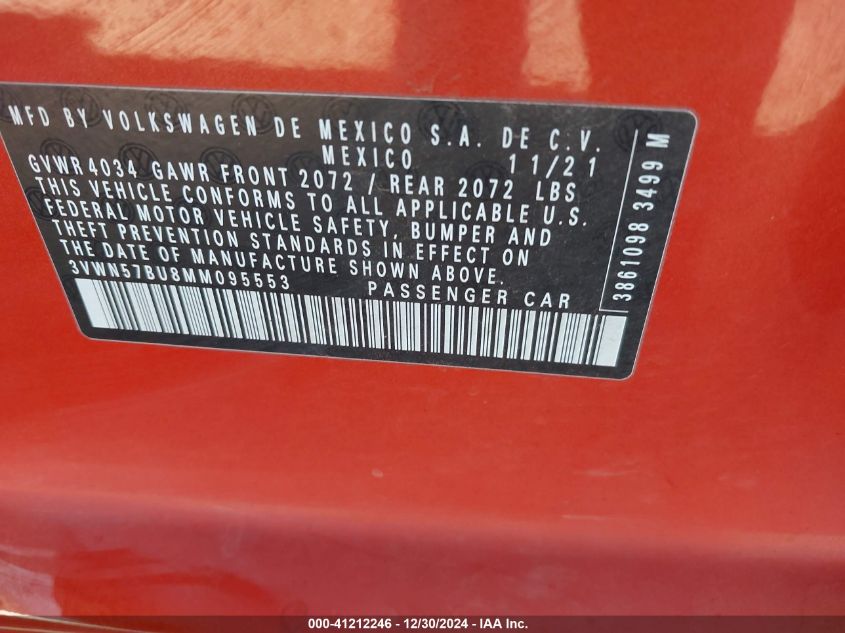 MFD BY VOLKSWAGEN DE MEXICO S.A. DE C.V.
MEXICO 11/21
GVWR 4034 GAWR FRONT 2072 / REAR 2072 LBS
THIS VEHICLE CONFORMS TO ALL APPLICABLE U.S.
FEDERAL MOTOR VEHICLE SAFETY, BUMPER AND
THEFT PREVENTION STANDARDS IN EFFECT ON
THE DATE OF MANUFACTURE SHOWN ABOVE.
3VWN57BU8MM095553 PASSENGER CAR
3861098 3499 M
000-41212246 - 12/30/2024 - IAA Inc.